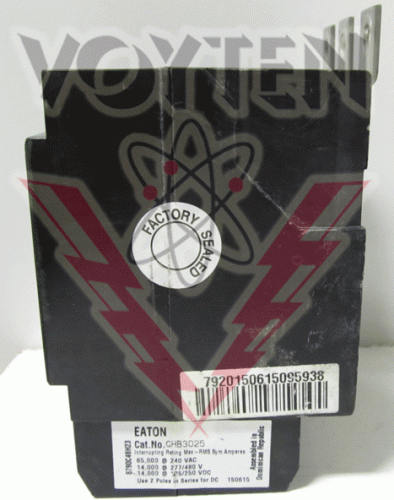 VOYTEN
FACTORY SEALED
7920150615095938
EATON
Cat.No.GHB3025
Interrupting Rating Max-RMS Sym Amperes
65,000 @ 240 VAC
14,000 @ 277/480 V
14,000 @ 125/250 VDC
Use 2 Poles in Series for DC 150615
Assembled in
Dominican Republic